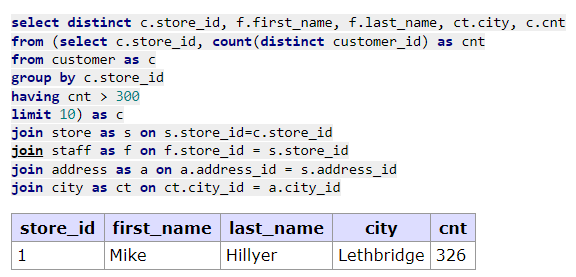 select distinct c.store_id, f.first_name, f.last_name, ct.city, c.cnt
from (select c.store_id, count(distinct customer_id) as cnt
from customer as c
group by c.store_id
having cnt > 300
limit 10) as c
join store as s on s.store_id=c.store_id
join staff as f on f.store_id = s.store_id
join address as a on a.address_id = s.address_id
join city as ct on ct.city_id = a.city_id
store_id first_name last_name city cnt
1 Mike Hillyer Lethbridge 326